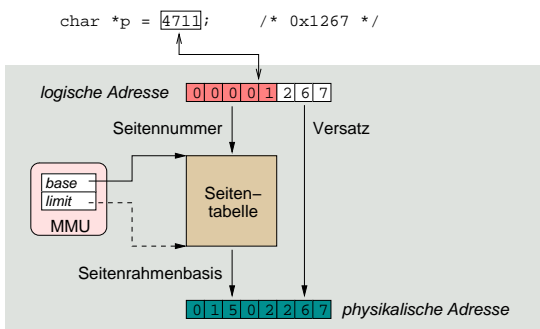 char *p = 4711;    /* 0x1267 */
logische Adresse 0 0 0 0 1 2 6 7
Seitennummer Versatz
base
limit
MMU
Seiten–
tabelle
Seitenrahmenbasis
0 1 5 0 2 2 6 7 physikalische Adresse